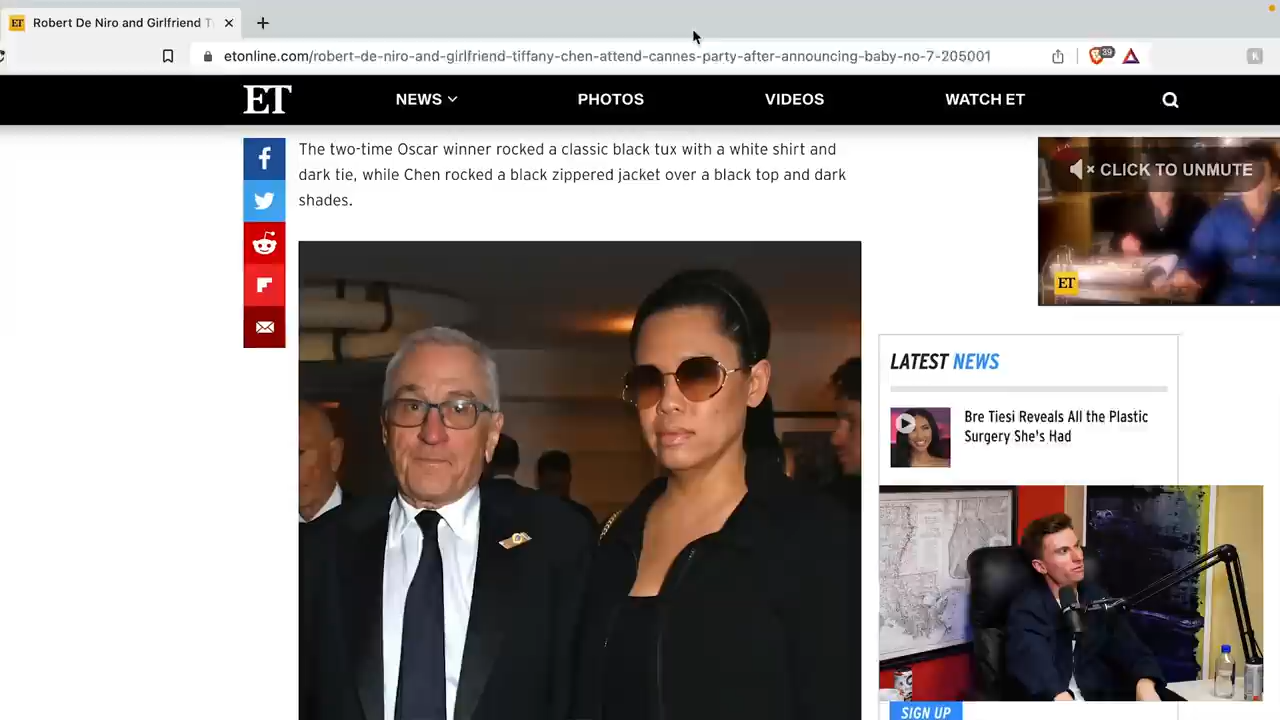 ET
Robert De Niro and Girlfriend T
etonline.com/robert-de-niro-and-girlfriend-tiffany-chen-attend-cannes-party-after-announcing-baby-no-7-205001
39
K
ET
NEWS
PHOTOS
VIDEOS
WATCH ET
The two-time Oscar winner rocked a classic black tux with a white shirt and
dark tie, while Chen rocked a black zippered jacket over a black top and dark
shades.
CLICK TO UNMUTE
ET
LATEST NEWS
Bre Tiesi Reveals All the Plastic
Surgery She's Had
SIGN UP